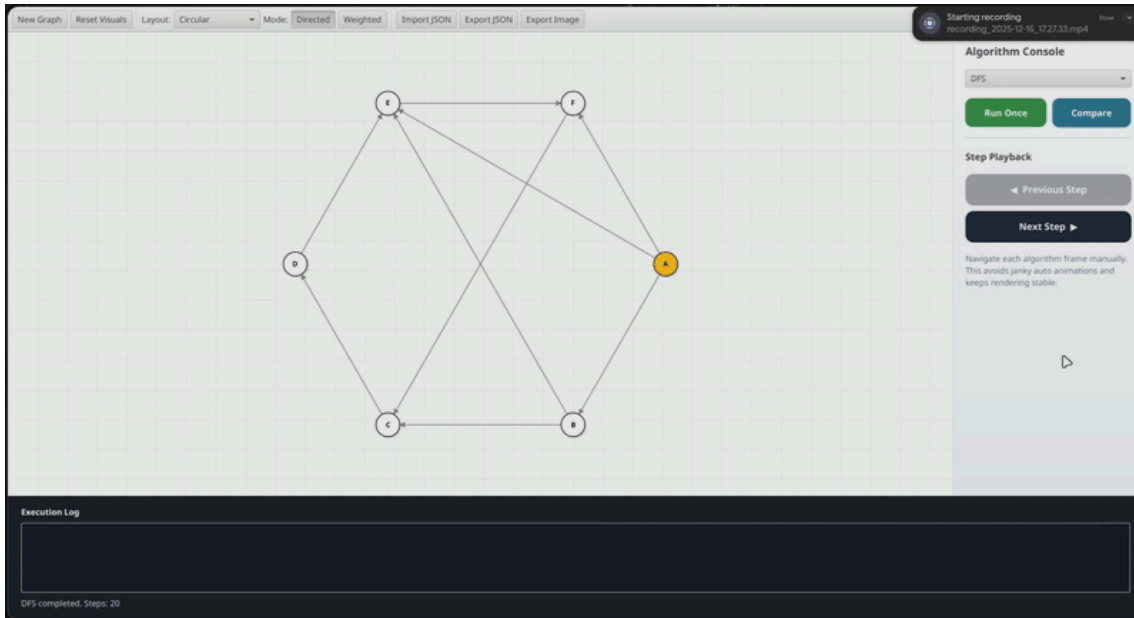 New Graph Reset Visuals Layout: Circular Mode: Directed Weighted Import JSON Export JSON Export Image
Starting recording Now
recording_2025-12-15_17.27.33.mp4
Algorithm Console
DFS
Run Once Compare
Step Playback
◀ Previous Step
Next Step ▶
Navigate each algorithm frame manually.
This avoids janky auto animations and
keeps rendering stable.
E F
D A
C B
Execution Log
DFS completed. Steps: 20